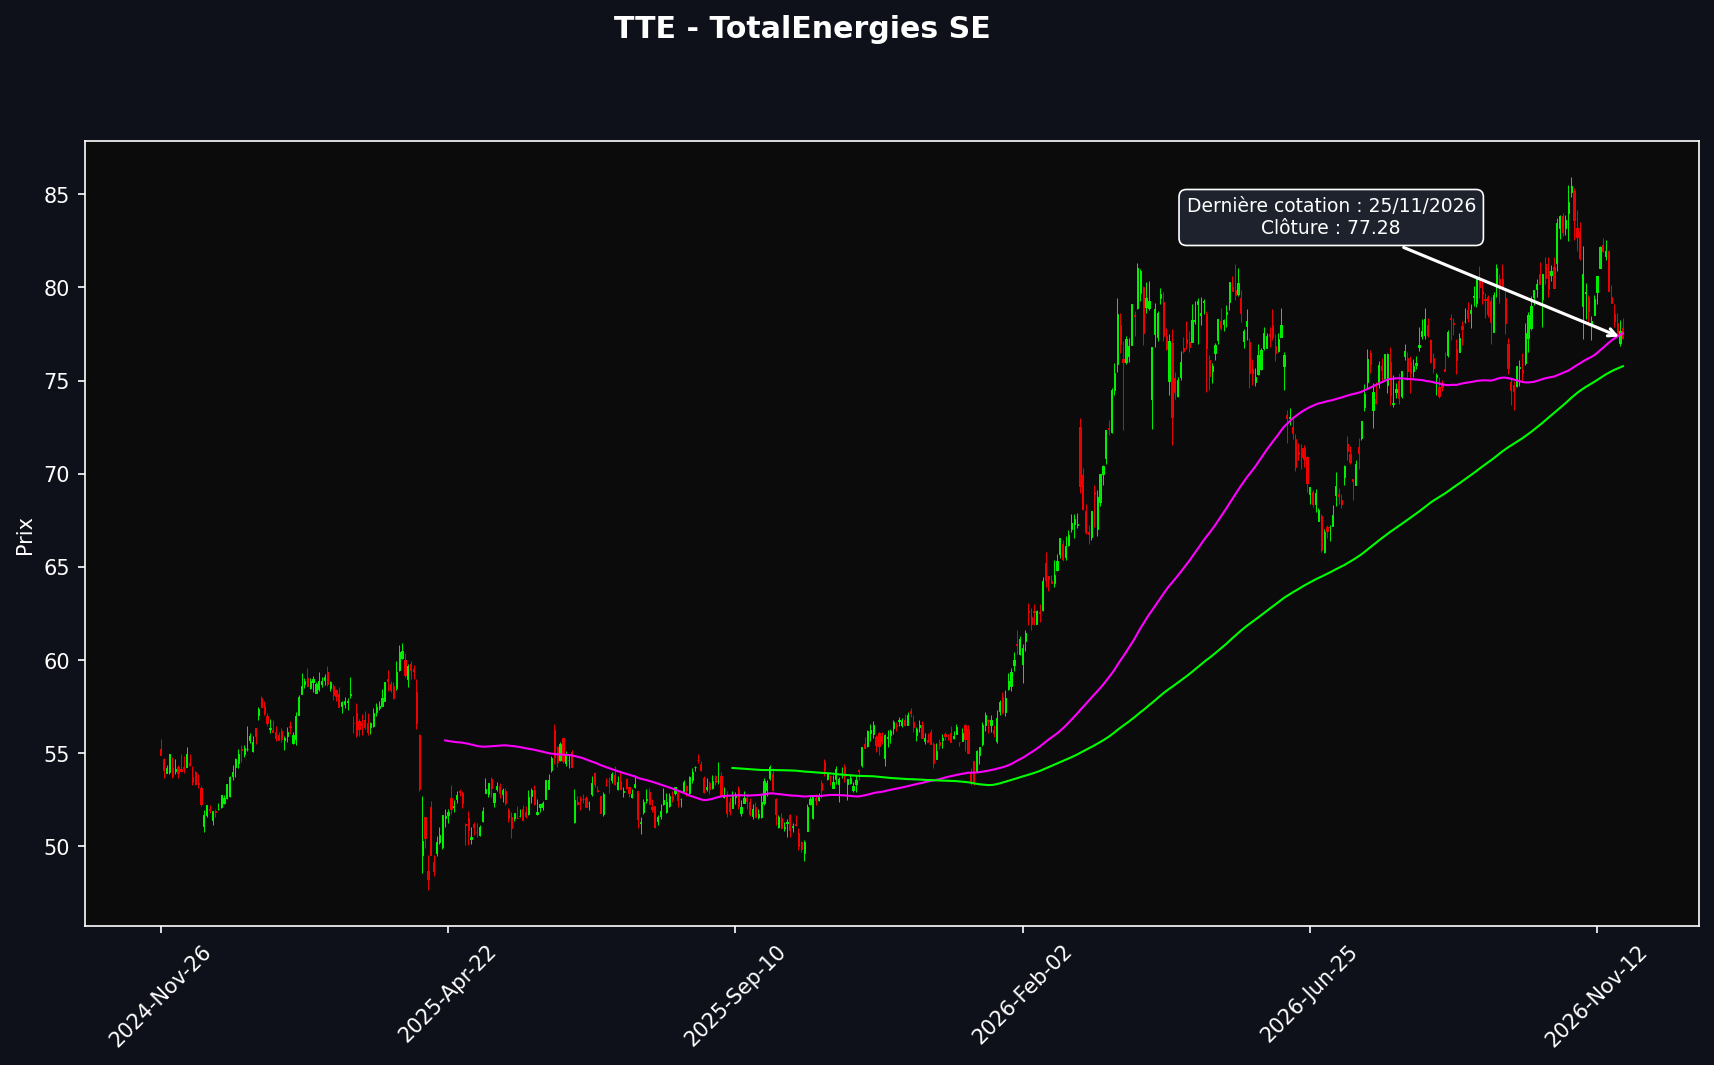 TTE - TotalEnergies SE
Dernière cotation : 25/11/2026
Clôture : 77.28
Prix
85
80
75
70
65
60
55
50
2024-Nov-26
2025-Apr-22
2025-Sep-10
2026-Feb-02
2026-Jun-25
2026-Nov-12